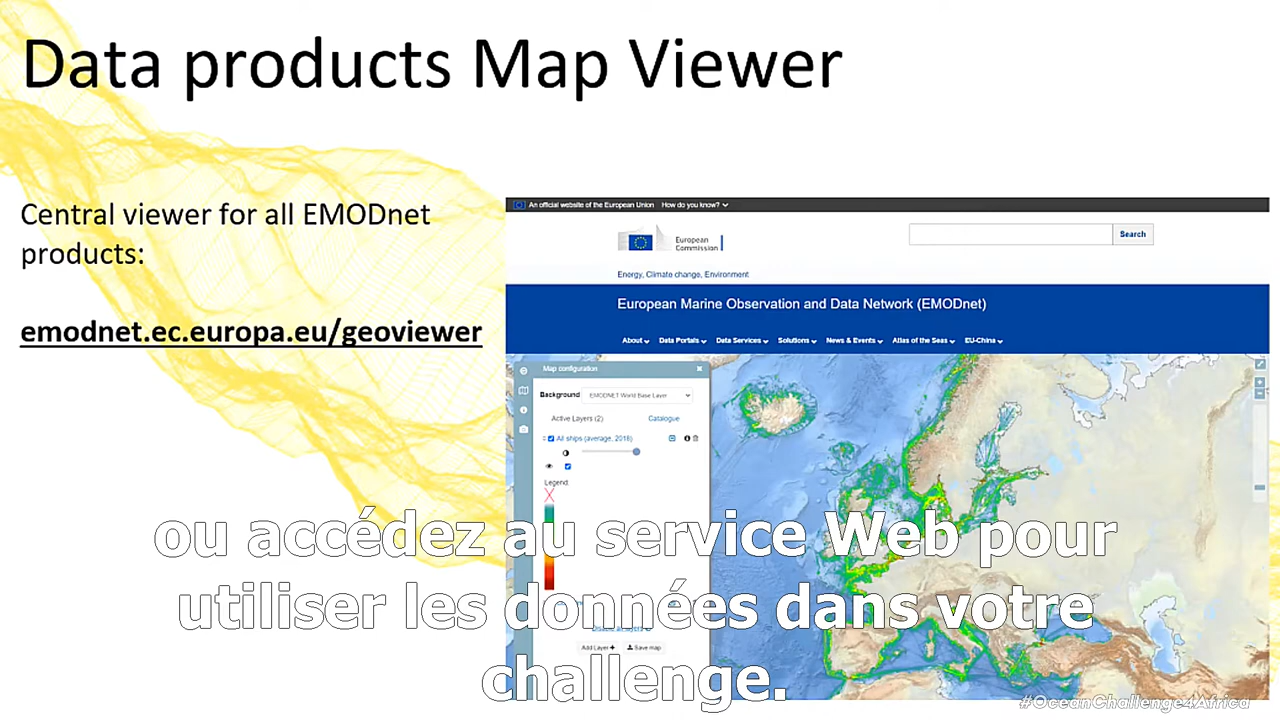 Data products Map Viewer
Central viewer for all EMODnet
products:
emodnet.ec.europa.eu/geoviewer
An official website of the European Union How do you know?
European
Commission
Search
Energy, Climate change, Environment
European Marine Observation and Data Network (EMODnet)
About Data Portals Data Services Solutions News & Events Atlas of the Seas EU-China
Map configuration
Background EMODNET World Base Layer
Active Layers (2) Catalogue
All ships (average, 2018)
Legend:
ou accédez au service Web pour
utiliser les données dans votre
challenge.
Add Layer + Save map
#OceanChallenge4Africa